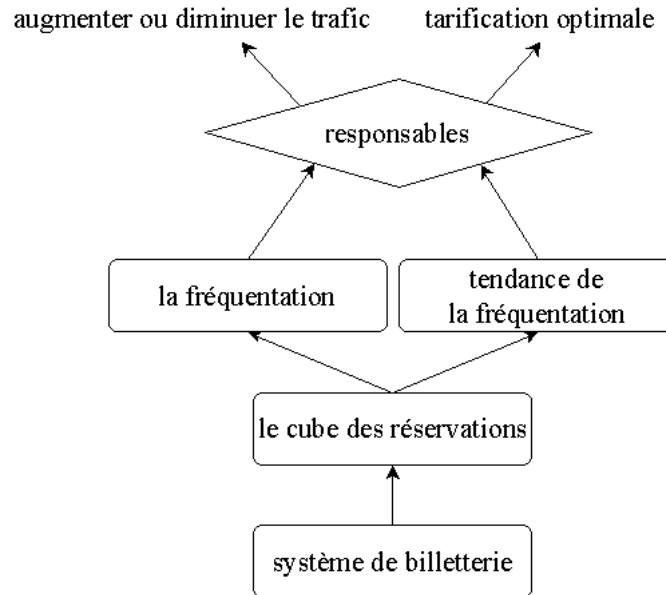 augmenter ou diminuer le trafic
tarification optimale
responsables
la fréquentation
tendance de
la fréquentation
le cube des réservations
système de billetterie